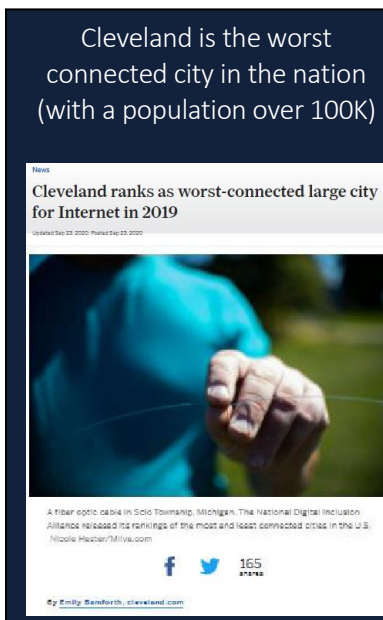 Cleveland is the worst
connected city in the nation
(with a population over 100K)
News
Cleveland ranks as worst-connected large city
for Internet in 2019
Updated Sep 23, 2020; Posted Sep 23, 2020
A fiber optic cable in Scio Township, Michigan. The National Digital Inclusion
Alliance released its rankings of the most and least connected cities in the U.S.
Nicole Hester/Mlive.com
165
shares
By Emily Bamforth, cleveland.com